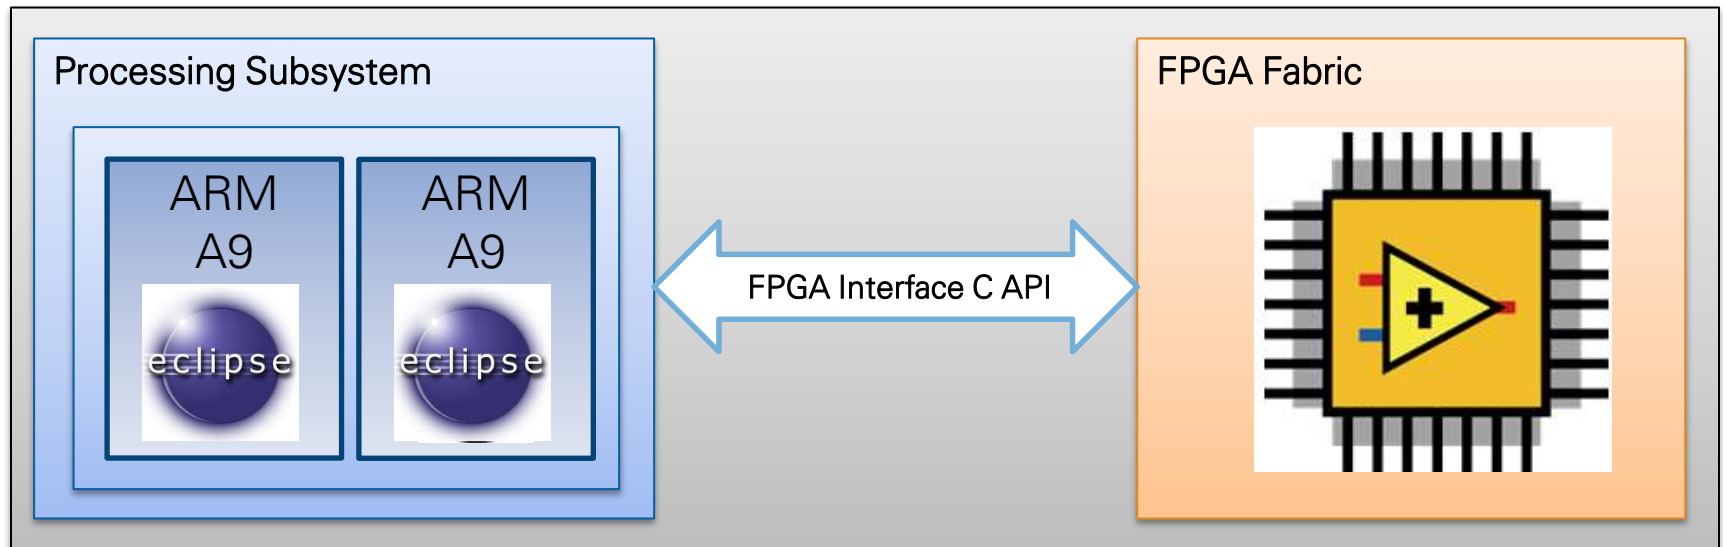 Processing Subsystem
FPGA Fabric
ARM
A9
eclipse
ARM
A9
eclipse
FPGA Interface C API